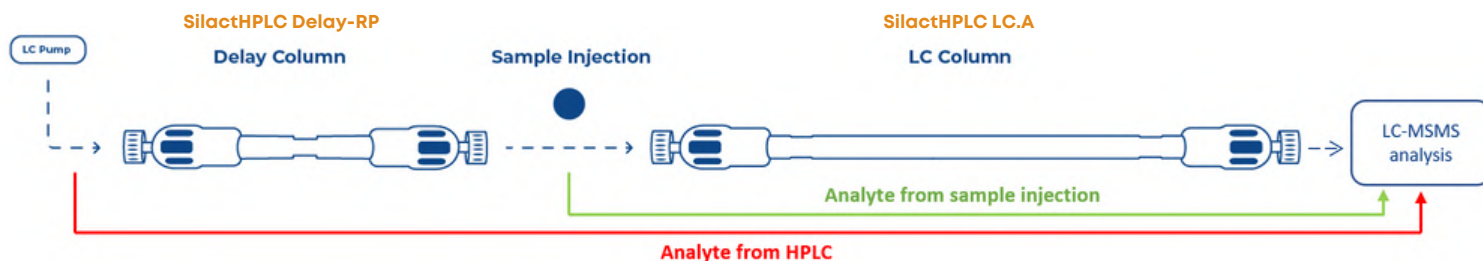 SilactHPLC Delay-RP
SilactHPLC LC.A
LC Pump
Delay Column
Sample Injection
LC Column
LC-MSMS
analysis
Analyte from sample injection
Analyte from HPLC